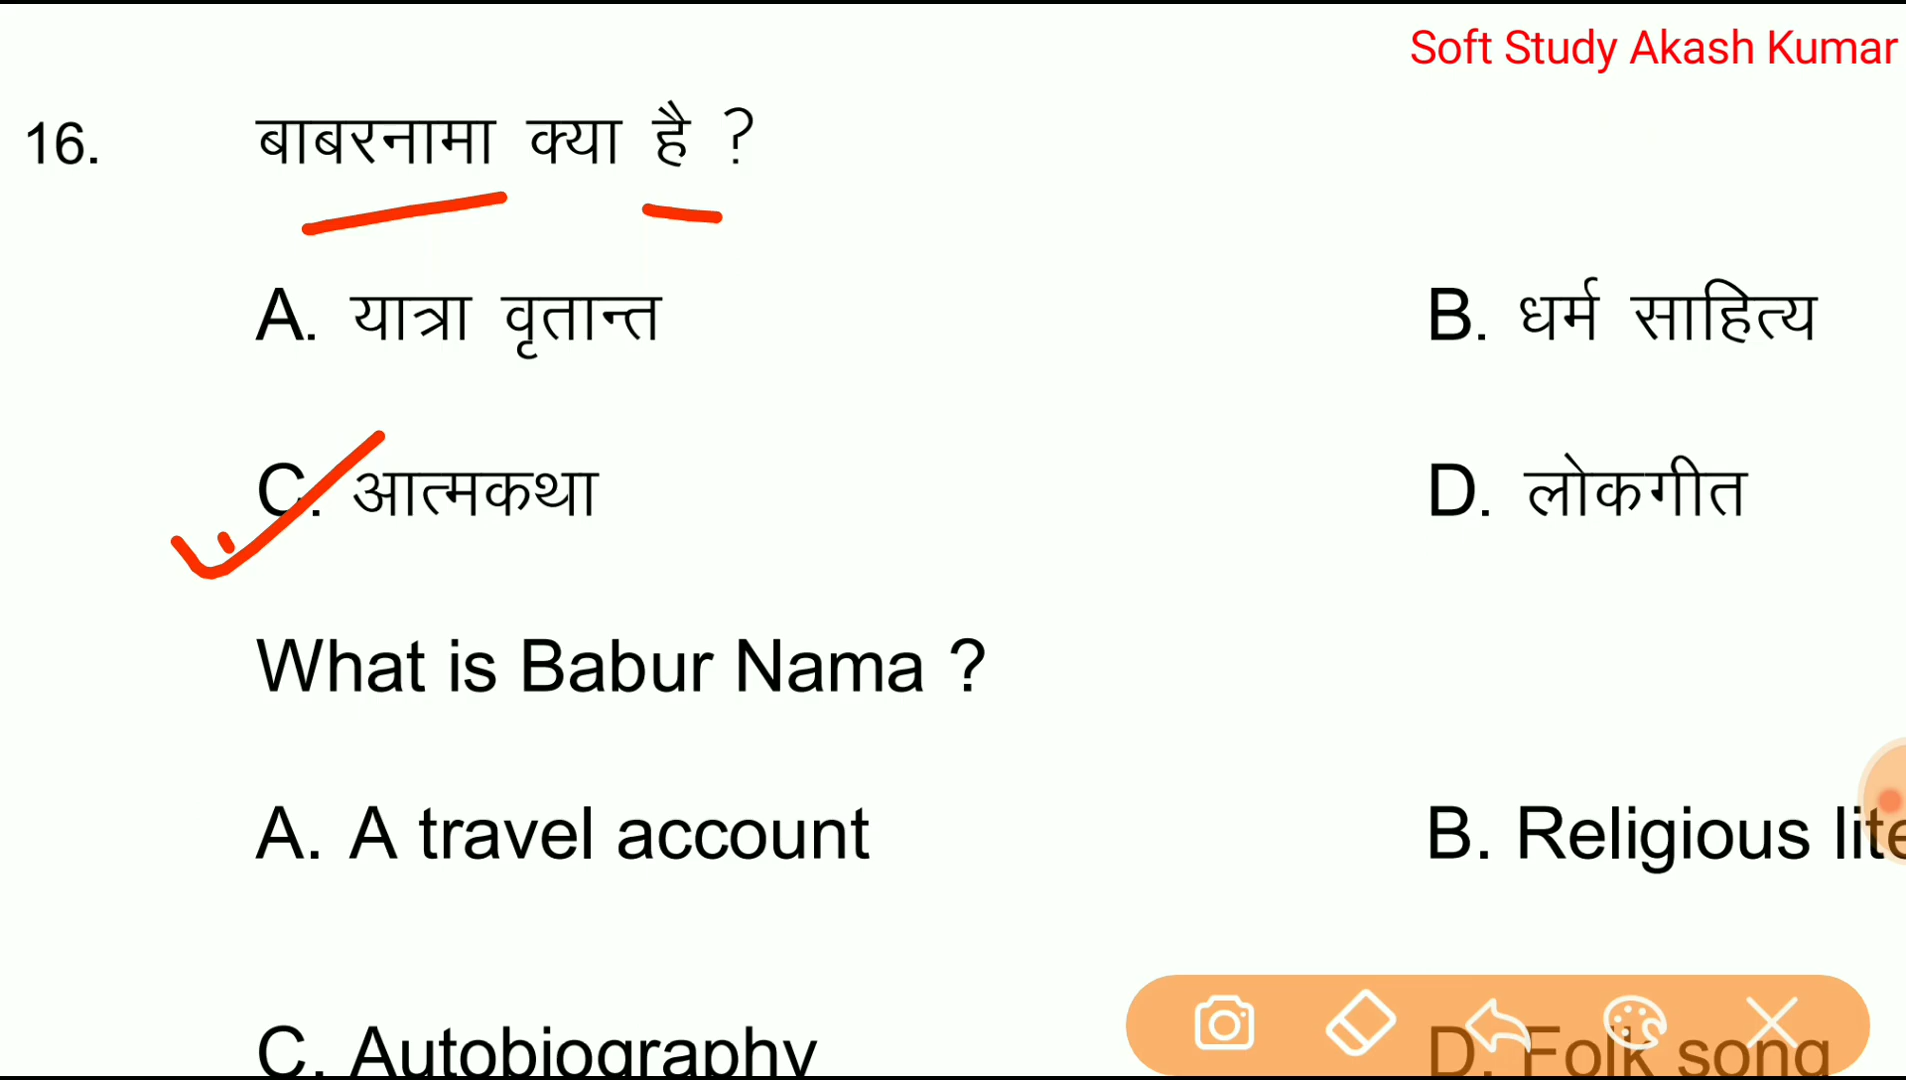 Soft Study Akash Kumar
16. बाबरनामा क्या है ?
A. यात्रा वृतान्त B. धर्म साहित्य
C. आत्मकथा D. लोकगीत
What is Babur Nama ?
A. A travel account B. Religious
C. Autobiography D. Folk song